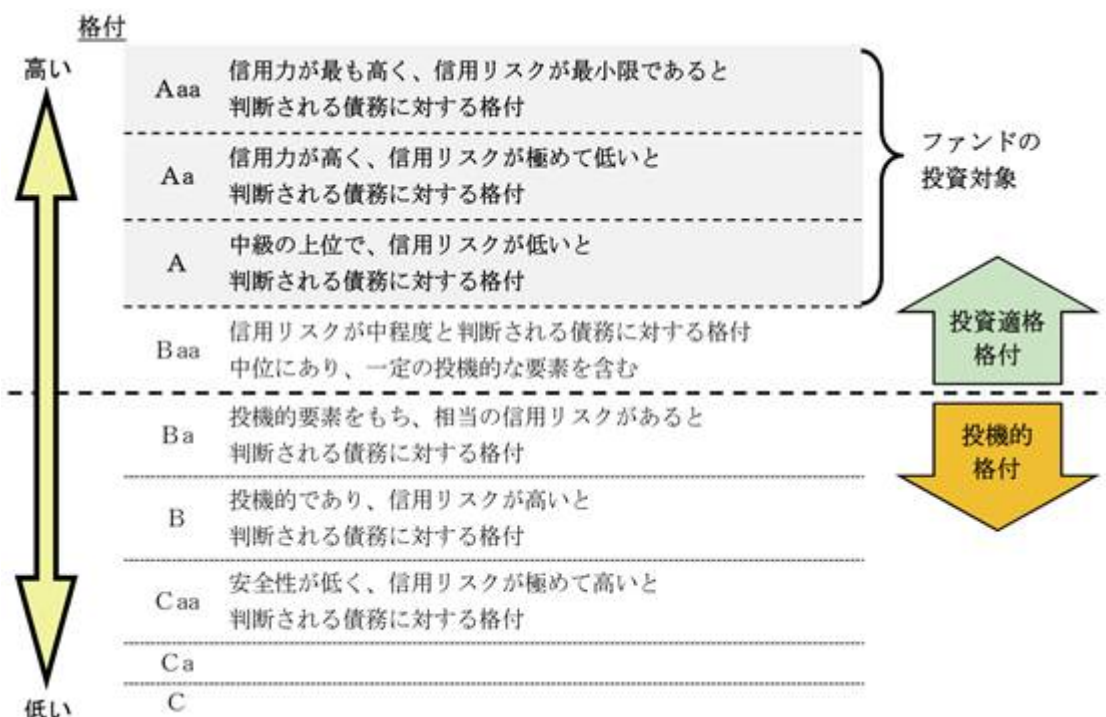 格付
高い
Aaa
信用力が最も高く、信用リスクが最小限であると
判断される債務に対する格付
Aa
信用力が高く、信用リスクが極めて低いと
判断される債務に対する格付
A
中級の上位で、信用リスクが低いと
判断される債務に対する格付
ファンドの
投資対象
Baa
信用リスクが中程度と判断される債務に対する格付
中位にあり、一定の投機的な要素を含む
投資適格
格付
Ba
投機的要素をもち、相当の信用リスクがあると
判断される債務に対する格付
投機的
格付
B
投機的であり、信用リスクが高いと
判断される債務に対する格付
Caa
安全性が低く、信用リスクが極めて高いと
判断される債務に対する格付
Ca
C
低い